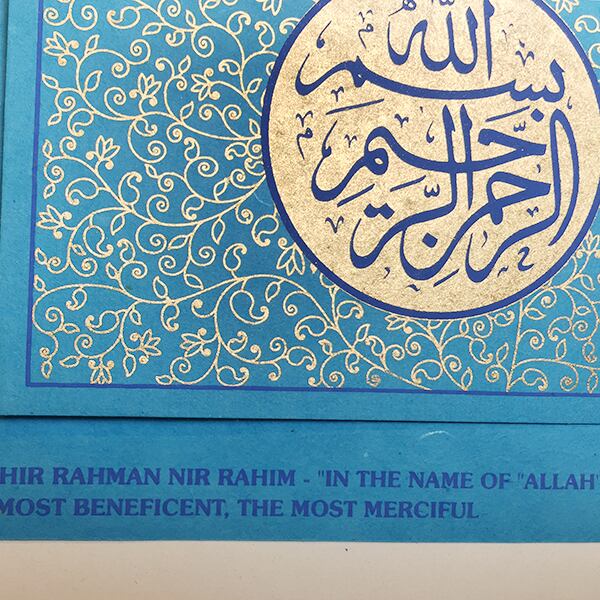 بسم الله
الرحمن الرحيم
HIR RAHMAN NIR RAHIM - "IN THE NAME OF "ALLAH"
MOST BENEFICENT, THE MOST MERCIFUL